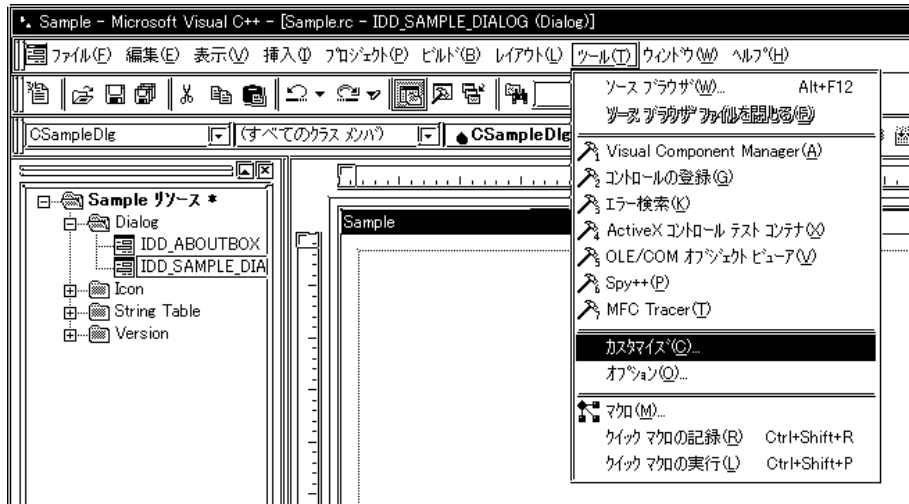 Sample - Microsoft Visual C++ - [Sample.rc - IDD_SAMPLE_DIALOG (Dialog)]
ﾌｧｲﾙ(F) 編集(E) 表示(V) 挿入(I) ﾌﾟﾛｼﾞｪｸﾄ(P) ﾋﾞﾙﾄﾞ(B) ﾚｲｱｳﾄ(L) ﾂｰﾙ(T) ｳｨﾝﾄﾞｳ(W) ﾍﾙﾌﾟ(H)
CSampleDlg (すべてのｸﾗｽ ﾒﾝﾊﾞ) CSampleDlg
Sample ﾘｿｰｽ *
Dialog
IDD_ABOUTBOX
IDD_SAMPLE_DIA
Icon
String Table
Version
Sample
ｿｰｽ ﾌﾞﾗｳｻﾞ(W)... Alt+F12
ｿｰｽ ﾌﾞﾗｳｻﾞ ﾌｧｲﾙを閉じる(E)
1 Visual Component Manager(A)
2 ｺﾝﾄﾛｰﾙの登録(G)
3 ｴﾗｰ検索(K)
4 ActiveX ｺﾝﾄﾛｰﾙ ﾃｽﾄ ｺﾝﾃﾅ(X)
5 OLE/COM ｵﾌﾞｼﾞｪｸﾄ ﾋﾞｭｰｱ(V)
6 Spy++(P)
7 MFC Tracer(T)
ｶｽﾀﾏｲｽﾞ(C)...
ｵﾌﾟｼｮﾝ(O)...
ﾏｸﾛ(M)...
ｸｲｯｸ ﾏｸﾛの記録(R) Ctrl+Shift+R
ｸｲｯｸ ﾏｸﾛの実行(L) Ctrl+Shift+P